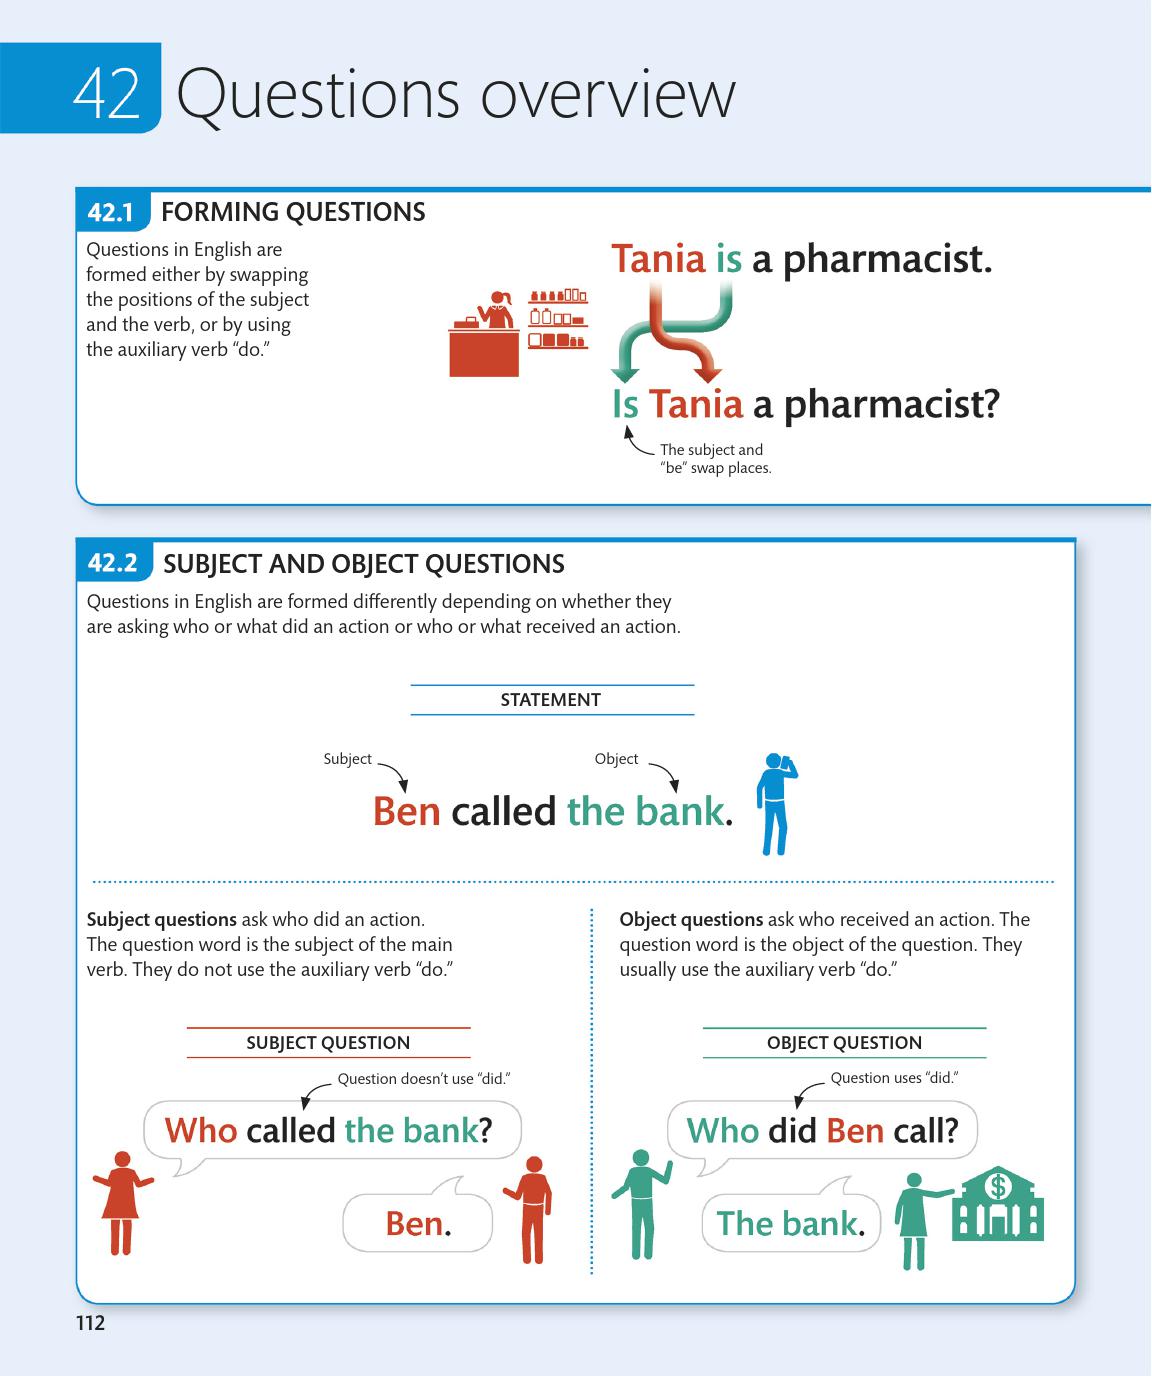 42 Questions overview
42.1 FORMING QUESTIONS
Questions in English are
formed either by swapping
the positions of the subject
and the verb, or by using
the auxiliary verb “do.”
Tania is a pharmacist.
Is Tania a pharmacist?
The subject and
“be” swap places.
42.2 SUBJECT AND OBJECT QUESTIONS
Questions in English are formed differently depending on whether they
are asking who or what did an action or who or what received an action.
STATEMENT
Subject
Object
Ben called the bank.
Subject questions ask who did an action.
The question word is the subject of the main
verb. They do not use the auxiliary verb “do.”
SUBJECT QUESTION
Question doesn’t use “did.”
Who called the bank?
Ben.
Object questions ask who received an action. The
question word is the object of the question. They
usually use the auxiliary verb “do.”
OBJECT QUESTION
Question uses “did.”
Who did Ben call?
The bank.
$
112